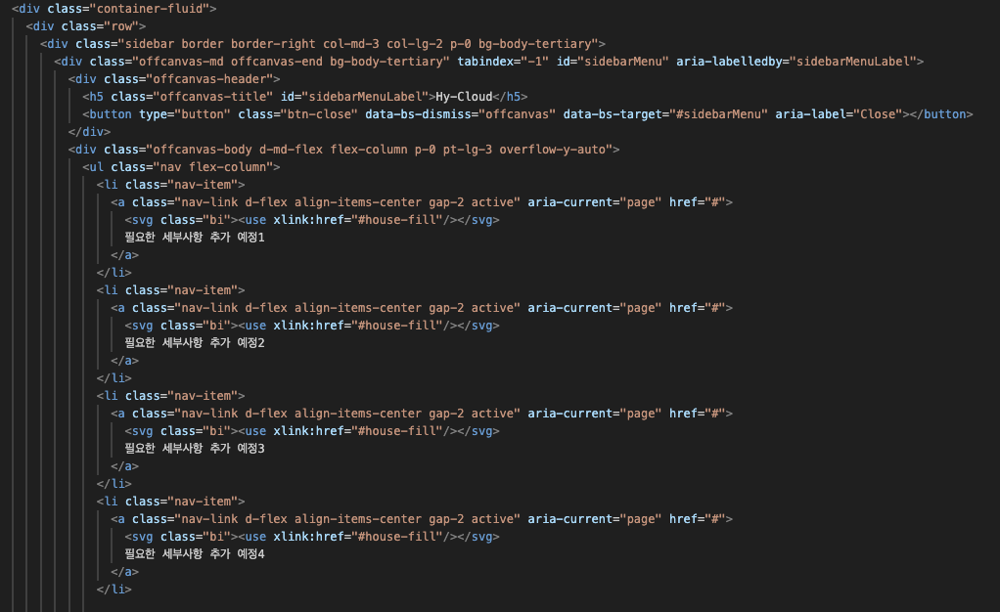 <div class="container-fluid">
<div class="row">
<div class="sidebar border border-right col-md-3 col-lg-2 p-0 bg-body-tertiary">
<div class="offcanvas-md offcanvas-end bg-body-tertiary" tabindex="-1" id="sidebarMenu" aria-labelledby="sidebarMenuLabel">
<div class="offcanvas-header">
<h5 class="offcanvas-title" id="sidebarMenuLabel">Hy-Cloud</h5>
<button type="button" class="btn-close" data-bs-dismiss="offcanvas" data-bs-target="#sidebarMenu" aria-label="Close"></button>
</div>
<div class="offcanvas-body d-md-flex flex-column p-0 pt-lg-3 overflow-y-auto">
<ul class="nav flex-column">
<li class="nav-item">
<a class="nav-link d-flex align-items-center gap-2 active" aria-current="page" href="#">
<svg class="bi"><use xlink:href="#house-fill"/></svg>
필요한 세부사항 추가 예정1
</a>
</li>
<li class="nav-item">
<a class="nav-link d-flex align-items-center gap-2 active" aria-current="page" href="#">
<svg class="bi"><use xlink:href="#house-fill"/></svg>
필요한 세부사항 추가 예정2
</a>
</li>
<li class="nav-item">
<a class="nav-link d-flex align-items-center gap-2 active" aria-current="page" href="#">
<svg class="bi"><use xlink:href="#house-fill"/></svg>
필요한 세부사항 추가 예정3
</a>
</li>
<li class="nav-item">
<a class="nav-link d-flex align-items-center gap-2 active" aria-current="page" href="#">
<svg class="bi"><use xlink:href="#house-fill"/></svg>
필요한 세부사항 추가 예정4
</a>
</li>